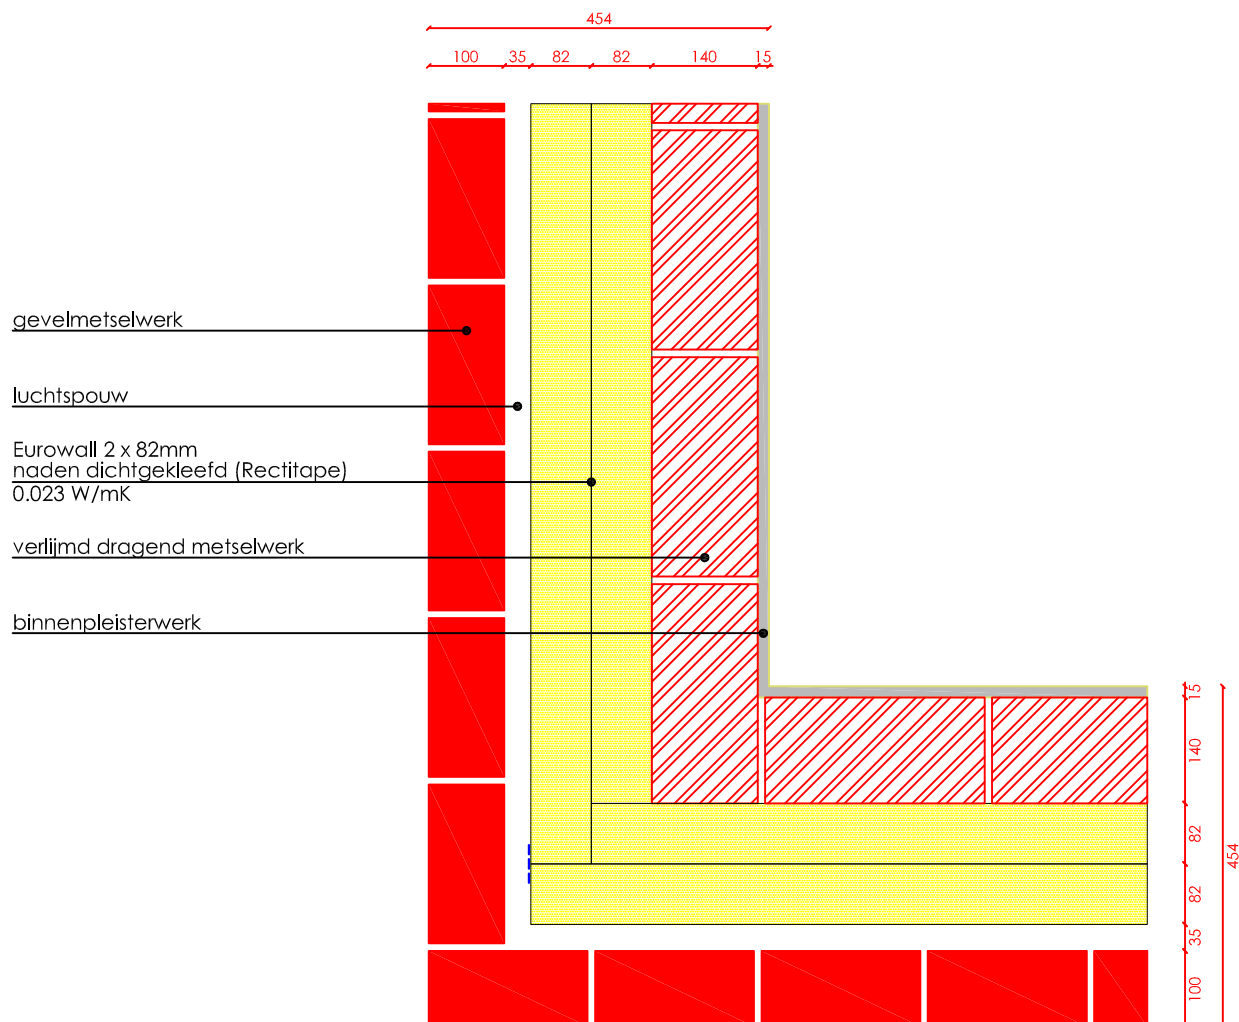 454
100 35 82 82 140 15
gevelmetselwerk
luchtspouw
Eurowall 2 x 82mm
naden dichtgekleefd (Rectitape)
0.023 W/mK
verlijmd dragend metselwerk
binnenpleisterwerk
15
140
82
82
35
100
454